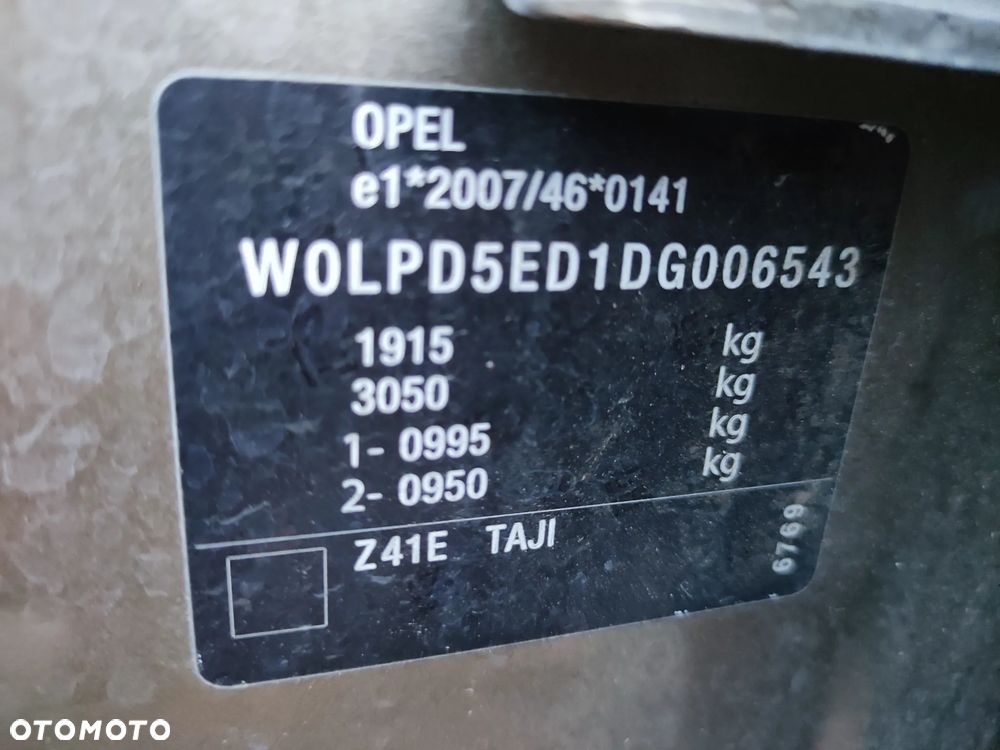 OPEL
e1*2007/46*0141
W0LPD5ED1DG006543
1915 kg
3050 kg
1- 0995 kg
2- 0950 kg
Z41E TAJI
6769
OTOMOTO